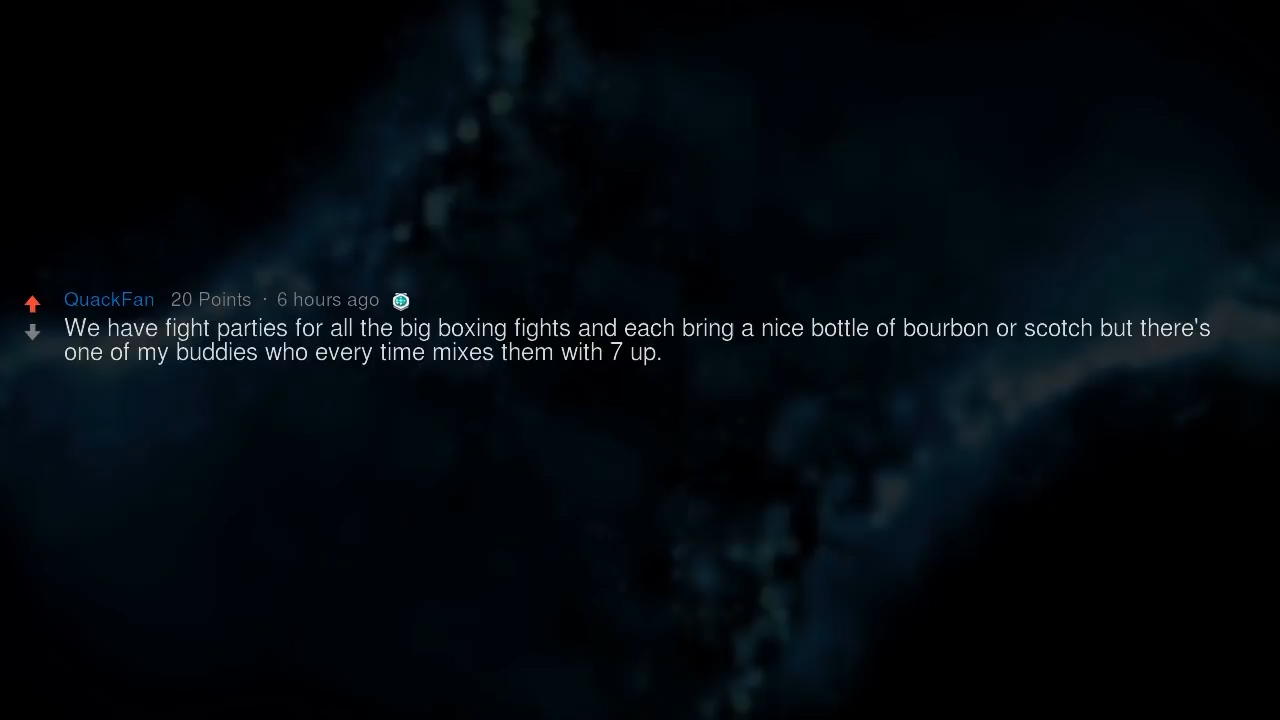 QuackFan 20 Points · 6 hours ago
We have fight parties for all the big boxing fights and each bring a nice bottle of bourbon or scotch but there's
one of my buddies who every time mixes them with 7 up.